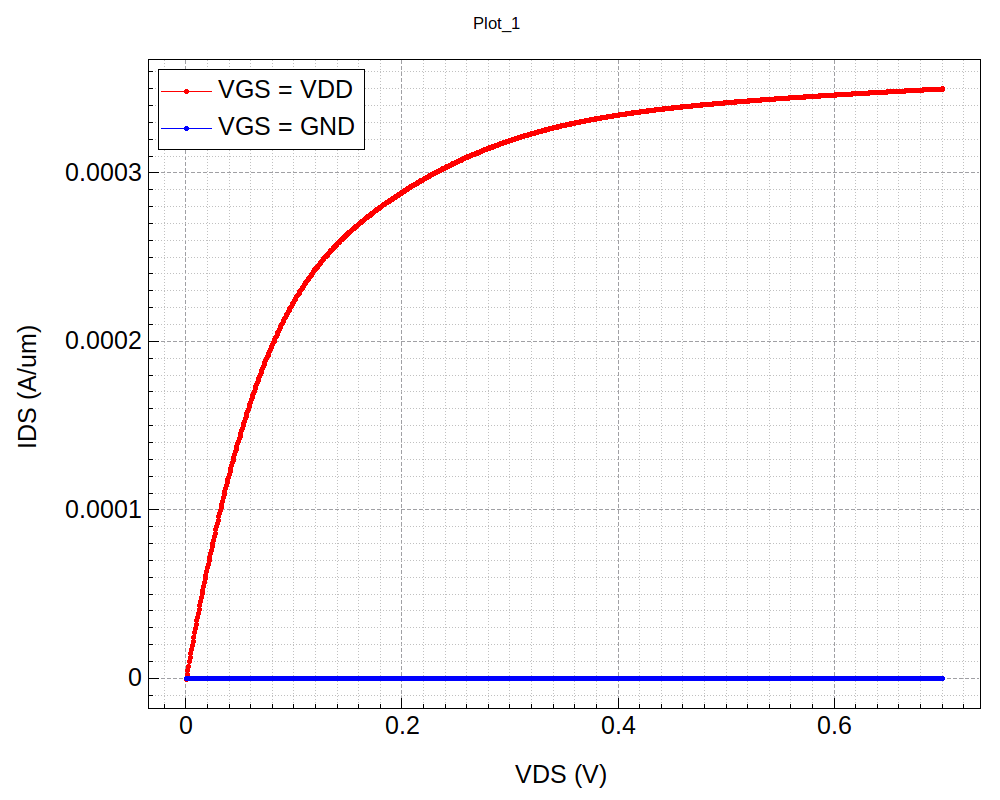 Plot_1
VGS = VDD
VGS = GND
0.0003
0.0002
0.0001
0
IDS (A/um)
0 0.2 0.4 0.6
VDS (V)